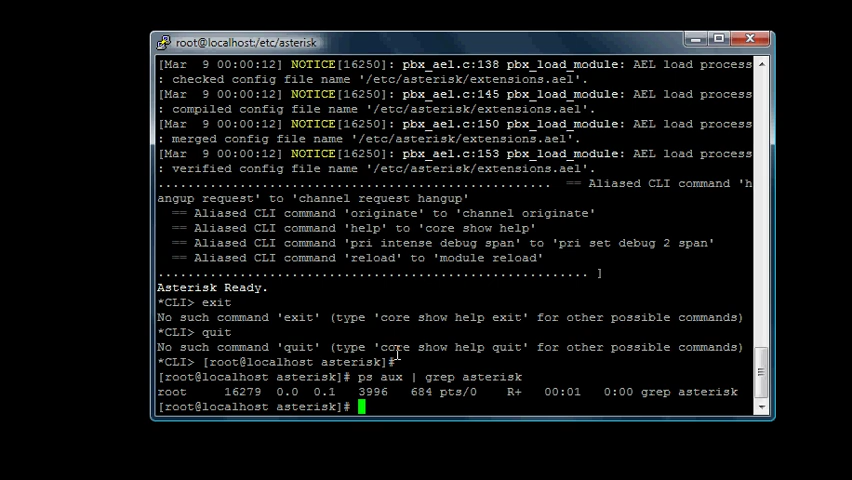 root@localhost:/etc/asterisk
[Mar  9 00:00:12] NOTICE[16250]: pbx_ael.c:138 pbx_load_module: AEL load process
: checked config file name '/etc/asterisk/extensions.ael'.
[Mar  9 00:00:12] NOTICE[16250]: pbx_ael.c:145 pbx_load_module: AEL load process
: compiled config file name '/etc/asterisk/extensions.ael'.
[Mar  9 00:00:12] NOTICE[16250]: pbx_ael.c:150 pbx_load_module: AEL load process
: merged config file name '/etc/asterisk/extensions.ael'.
[Mar  9 00:00:12] NOTICE[16250]: pbx_ael.c:153 pbx_load_module: AEL load process
: verified config file name '/etc/asterisk/extensions.ael'.
.....................................................  == Aliased CLI command 'h
angup request' to 'channel request hangup'
  == Aliased CLI command 'originate' to 'channel originate'
  == Aliased CLI command 'help' to 'core show help'
  == Aliased CLI command 'pri intense debug span' to 'pri set debug 2 span'
  == Aliased CLI command 'reload' to 'module reload'
.......................................................... ]
Asterisk Ready.
*CLI> exit
No such command 'exit' (type 'core show help exit' for other possible commands)
*CLI> quit
No such command 'quit' (type 'core show help quit' for other possible commands)
*CLI> [root@localhost asterisk]#
[root@localhost asterisk]# ps aux | grep asterisk
root     16279  0.0  0.1   3996   684 pts/0    R+   00:01   0:00 grep asterisk
[root@localhost asterisk]#